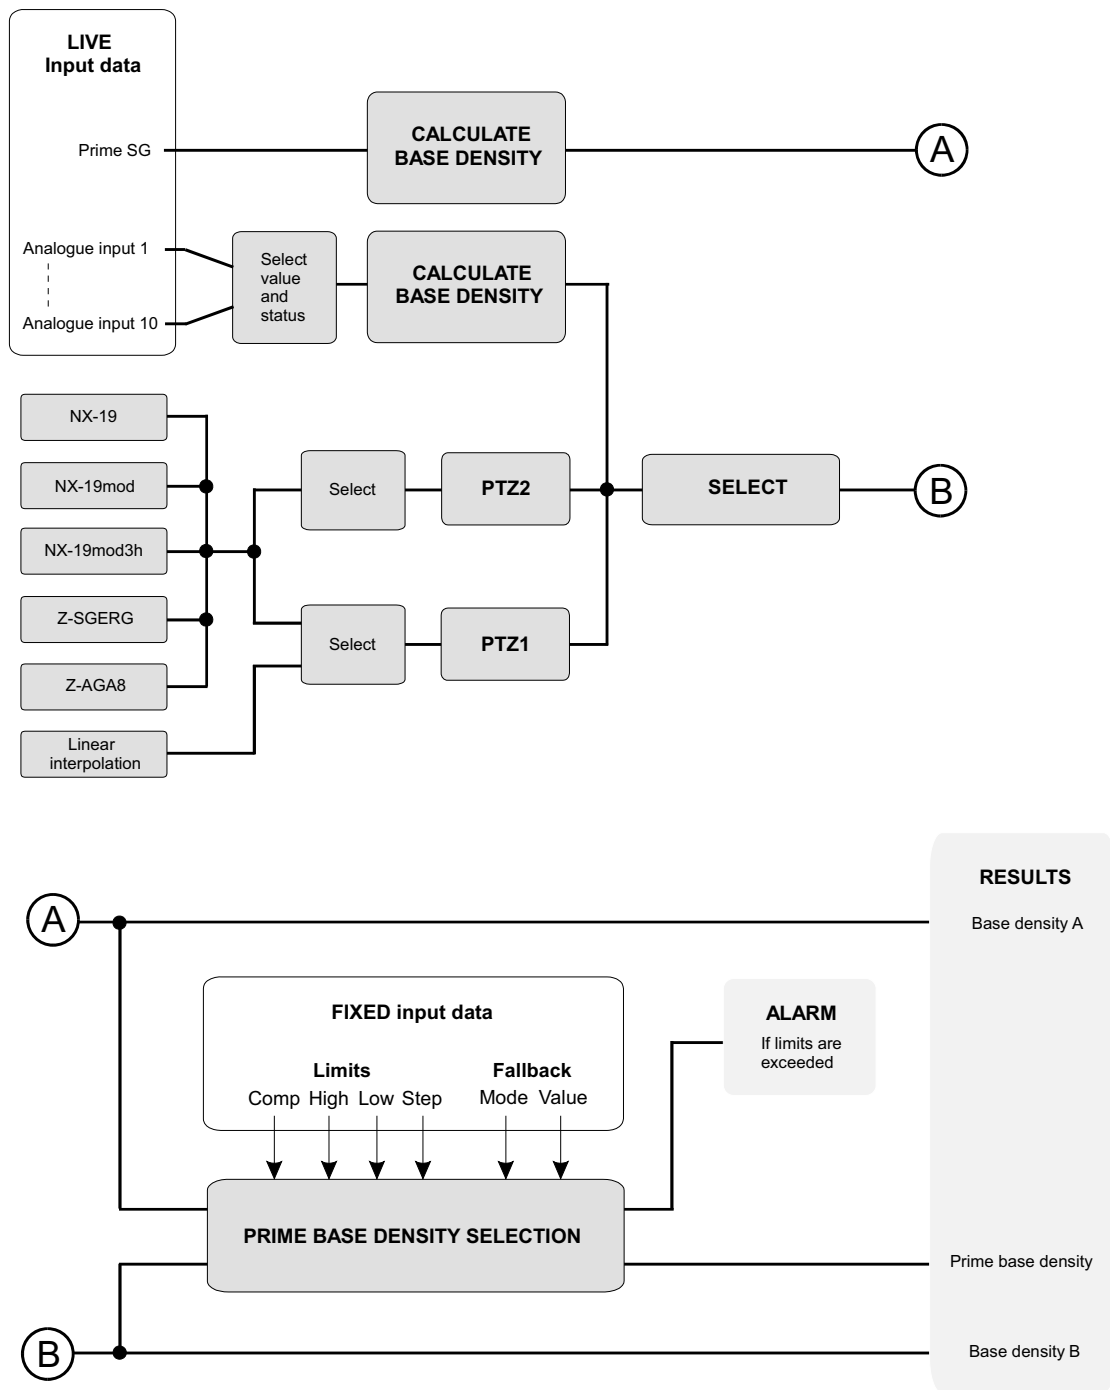 LIVE
Input data
Prime SG
CALCULATE
BASE DENSITY
A
Analogue input 1
Analogue input 10
Select
value
and
status
CALCULATE
BASE DENSITY
NX-19
NX-19mod
NX-19mod3h
Z-SGERG
Z-AGA8
Linear
interpolation
Select
PTZ2
SELECT
B
Select
PTZ1
RESULTS
A
Base density A
FIXED input data
Limits
Fallback
Comp High Low Step
Mode Value
ALARM
If limits are
exceeded
PRIME BASE DENSITY SELECTION
Prime base density
B
Base density B